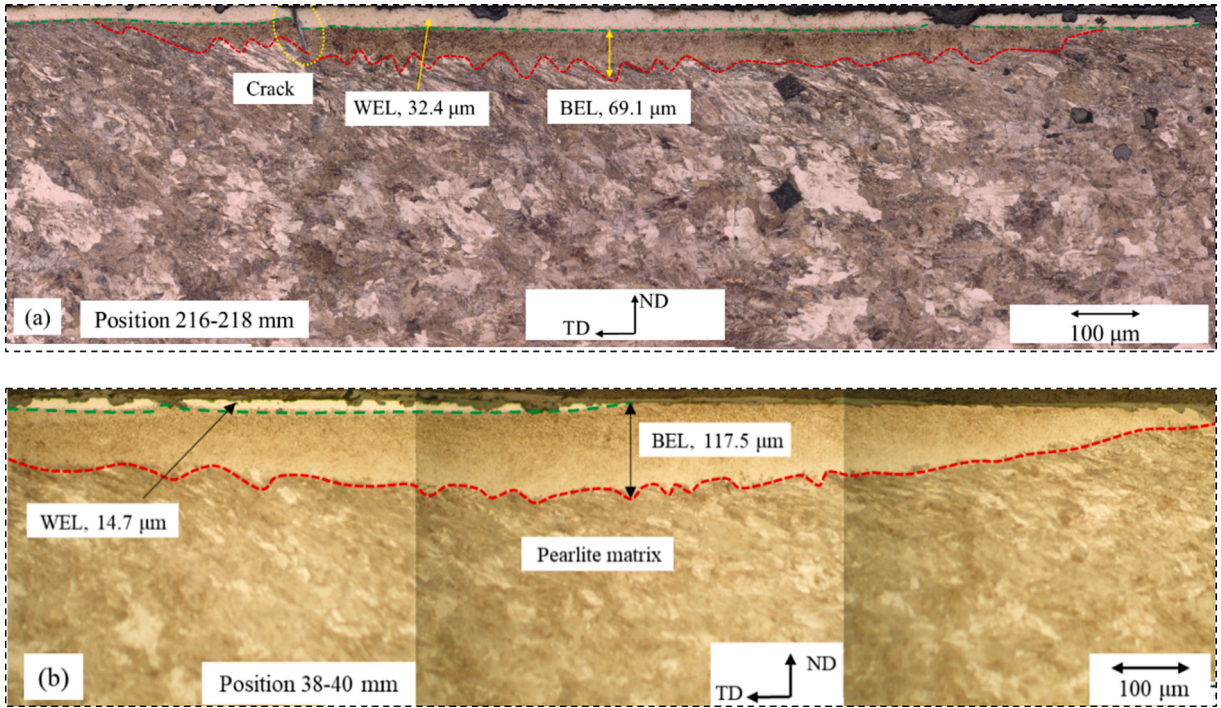 Crack
WEL, 32.4 μm
BEL, 69.1 μm
(a)
Position 216-218 mm
ND
TD
100 μm
BEL, 117.5 μm
WEL, 14.7 μm
Pearlite matrix
(b)
Position 38-40 mm
ND
TD
100 μm